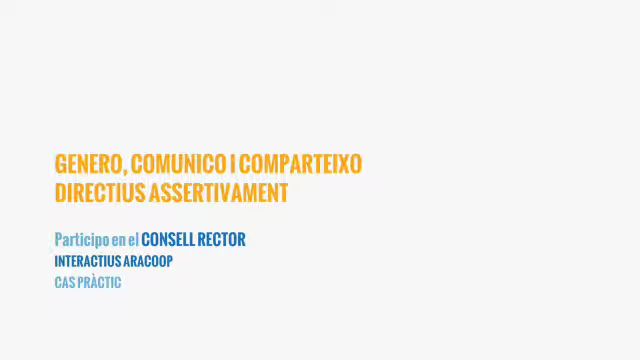 GENERO, COMUNICO I COMPARTEIXO
DIRECTIUS ASSERTIVAMENT
Participo en el CONSELL RECTOR
INTERACTIUS ARACOOP
CAS PRÀCTIC